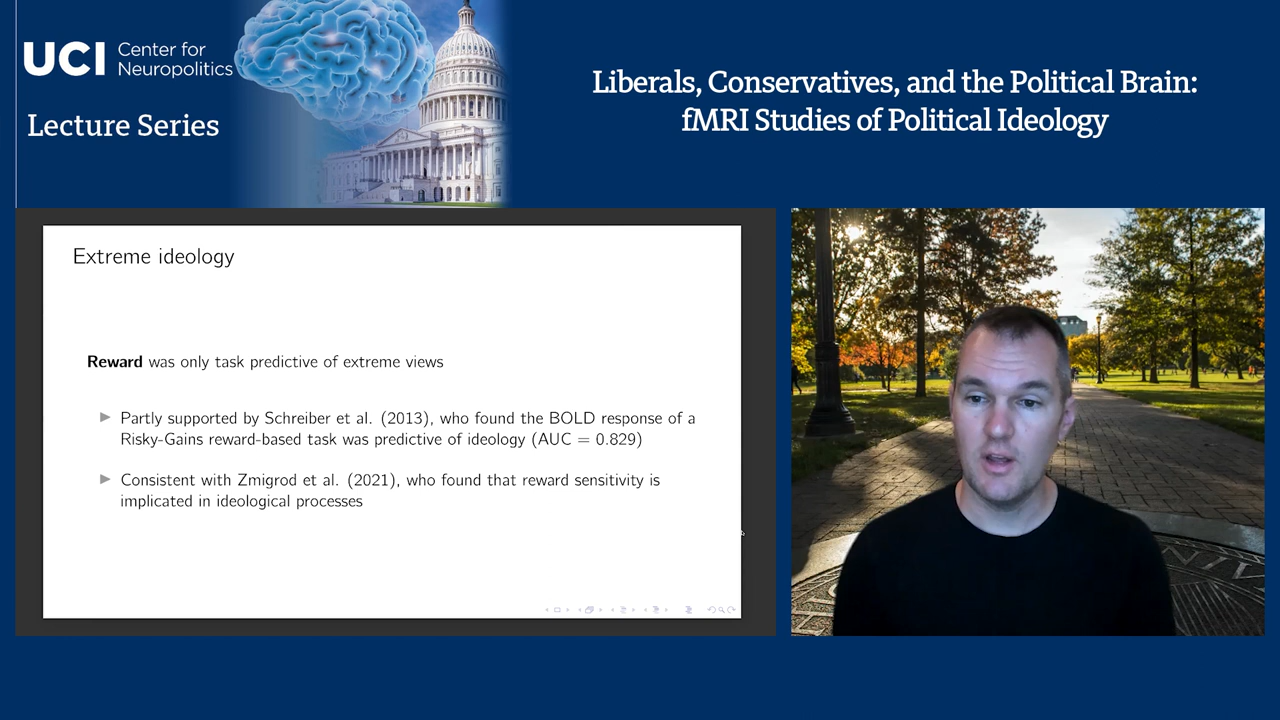 UCI Center for
Neuropolitics
Lecture Series
Liberals, Conservatives, and the Political Brain:
fMRI Studies of Political Ideology
Extreme ideology
Reward was only task predictive of extreme views
Partly supported by Schreiber et al. (2013), who found the BOLD response of a
Risky-Gains reward-based task was predictive of ideology (AUC = 0.829)
Consistent with Zmigrod et al. (2021), who found that reward sensitivity is
implicated in ideological processes